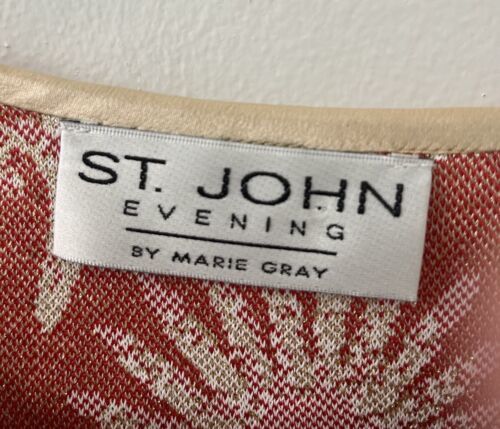 ST. JOHN
EVENING
BY MARIE GRAY